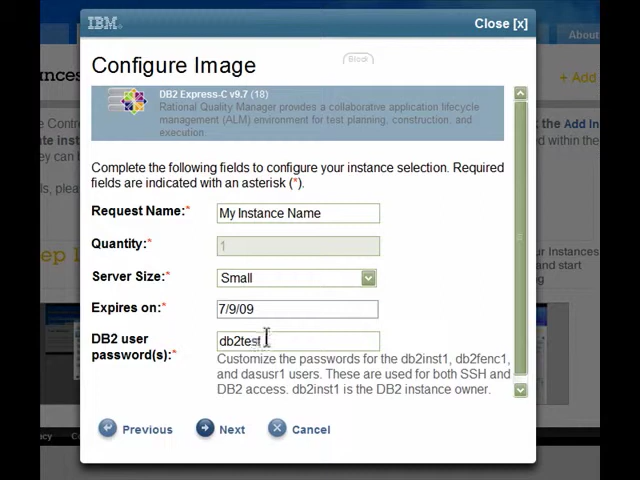 IBM
Close [x]
About
Configure Image
DB2 Express-C v9.7 (18)
Rational Quality Manager provides a collaborative application lifecycle
management (ALM) environment for test planning, construction, and
execution.
+ Add
Complete the following fields to configure your instance selection. Required
fields are indicated with an asterisk (*).
the Add In
within the
Request Name:* My Instance Name
Quantity:* 1
Instances
and start
Server Size:* Small
Expires on:* 7/9/09
DB2 user
password(s):* db2test
Customize the passwords for the db2inst1, db2fenc1,
and dasusr1 users. These are used for both SSH and
DB2 access. db2inst1 is the DB2 instance owner.
Previous Next Cancel